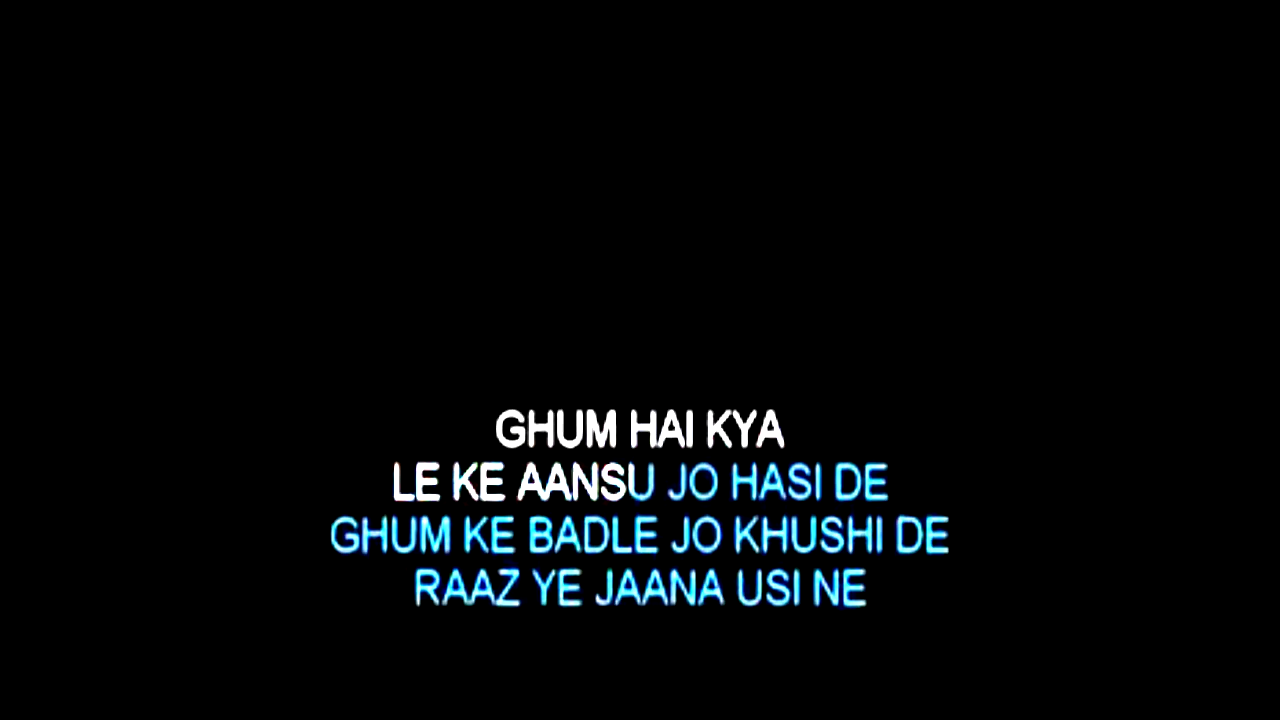 GHUM HAI KYA
LE KE AANSU JO HASI DE
GHUM KE BADLE JO KHUSHI DE
RAAZ YE JAANA USI NE